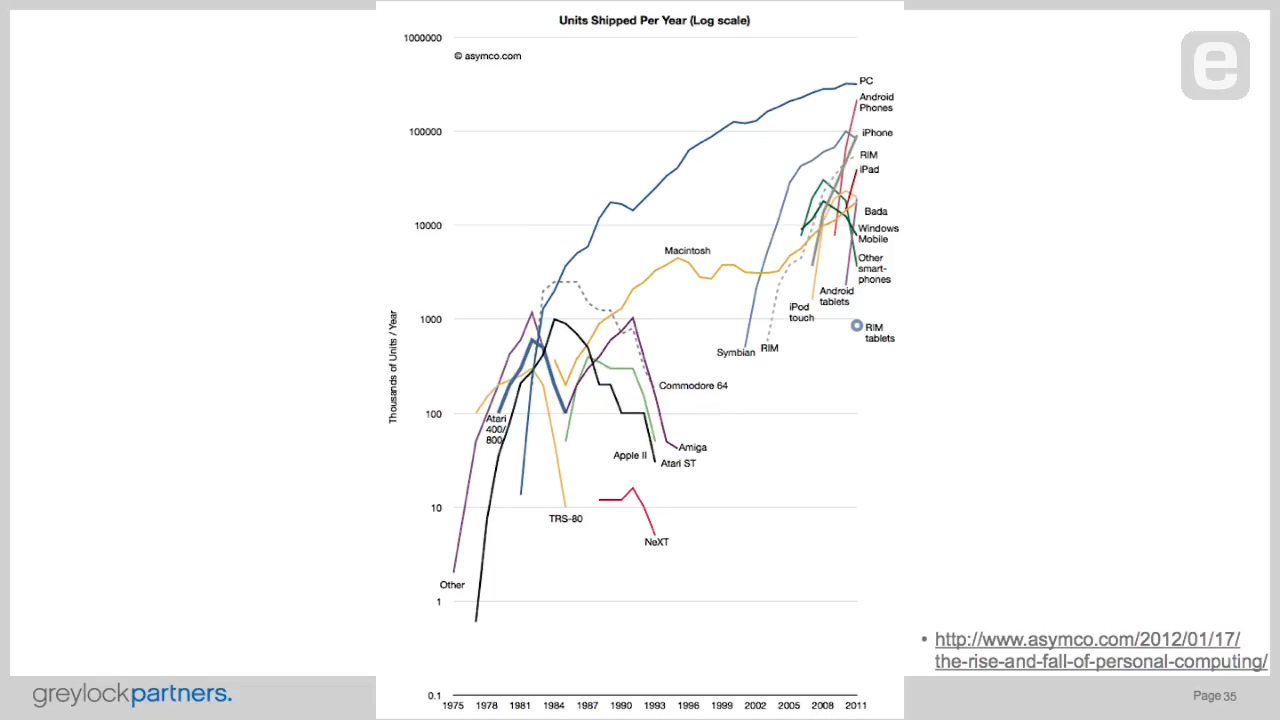 Units Shipped Per Year (Log scale)
1000000
© asymco.com
e
PC
Android
Phones
100000
iPhone
RIM
iPad
Bada
10000
Windows
Mobile
Macintosh
Other
smart-
phones
Android
tablets
iPod
touch
Thousands of Units / Year
1000
RIM
tablets
Symbian
RIM
Commodore 64
100
Atari
400/
800
Amiga
Apple II
Atari ST
10
TRS-80
NeXT
Other
1
• http://www.asymco.com/2012/01/17/
the-rise-and-fall-of-personal-computing/
greylockpartners.
0.1
Page 35
1975 1978 1981 1984 1987 1990 1993 1996 1999 2002 2005 2008 2011